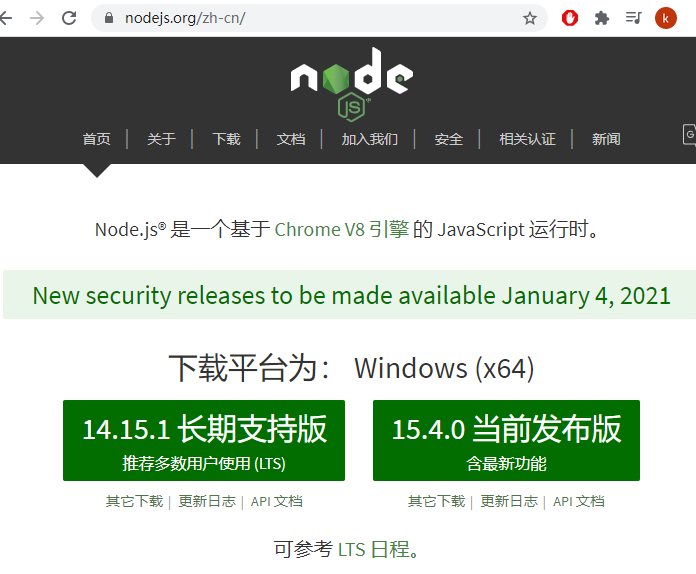 nodejs.org/zh-cn/
k
node
JS
首页 关于 下载 文档 加入我们 安全 相关认证 新闻
G
Node.js® 是一个基于 Chrome V8 引擎 的 JavaScript 运行时。
New security releases to be made available January 4, 2021
下载平台为： Windows (x64)
14.15.1 长期支持版 15.4.0 当前发布版
推荐多数用户使用 (LTS) 含最新功能
其它下载 | 更新日志 | API 文档 其它下载 | 更新日志 | API 文档
可参考 LTS 日程。